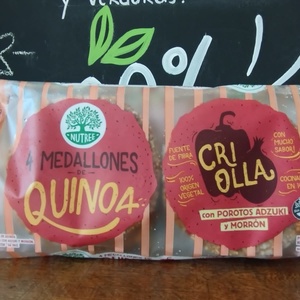 y verduras!
NUTREE
4 MEDALLONES
DE
QUINOA
FUENTE
DE FIBRA
100%
ORIGEN
VEGETAL
CRI
OLLA
CON
MUCHO
SABOR!
con POROTOS ADZUKI
y MORRÓN